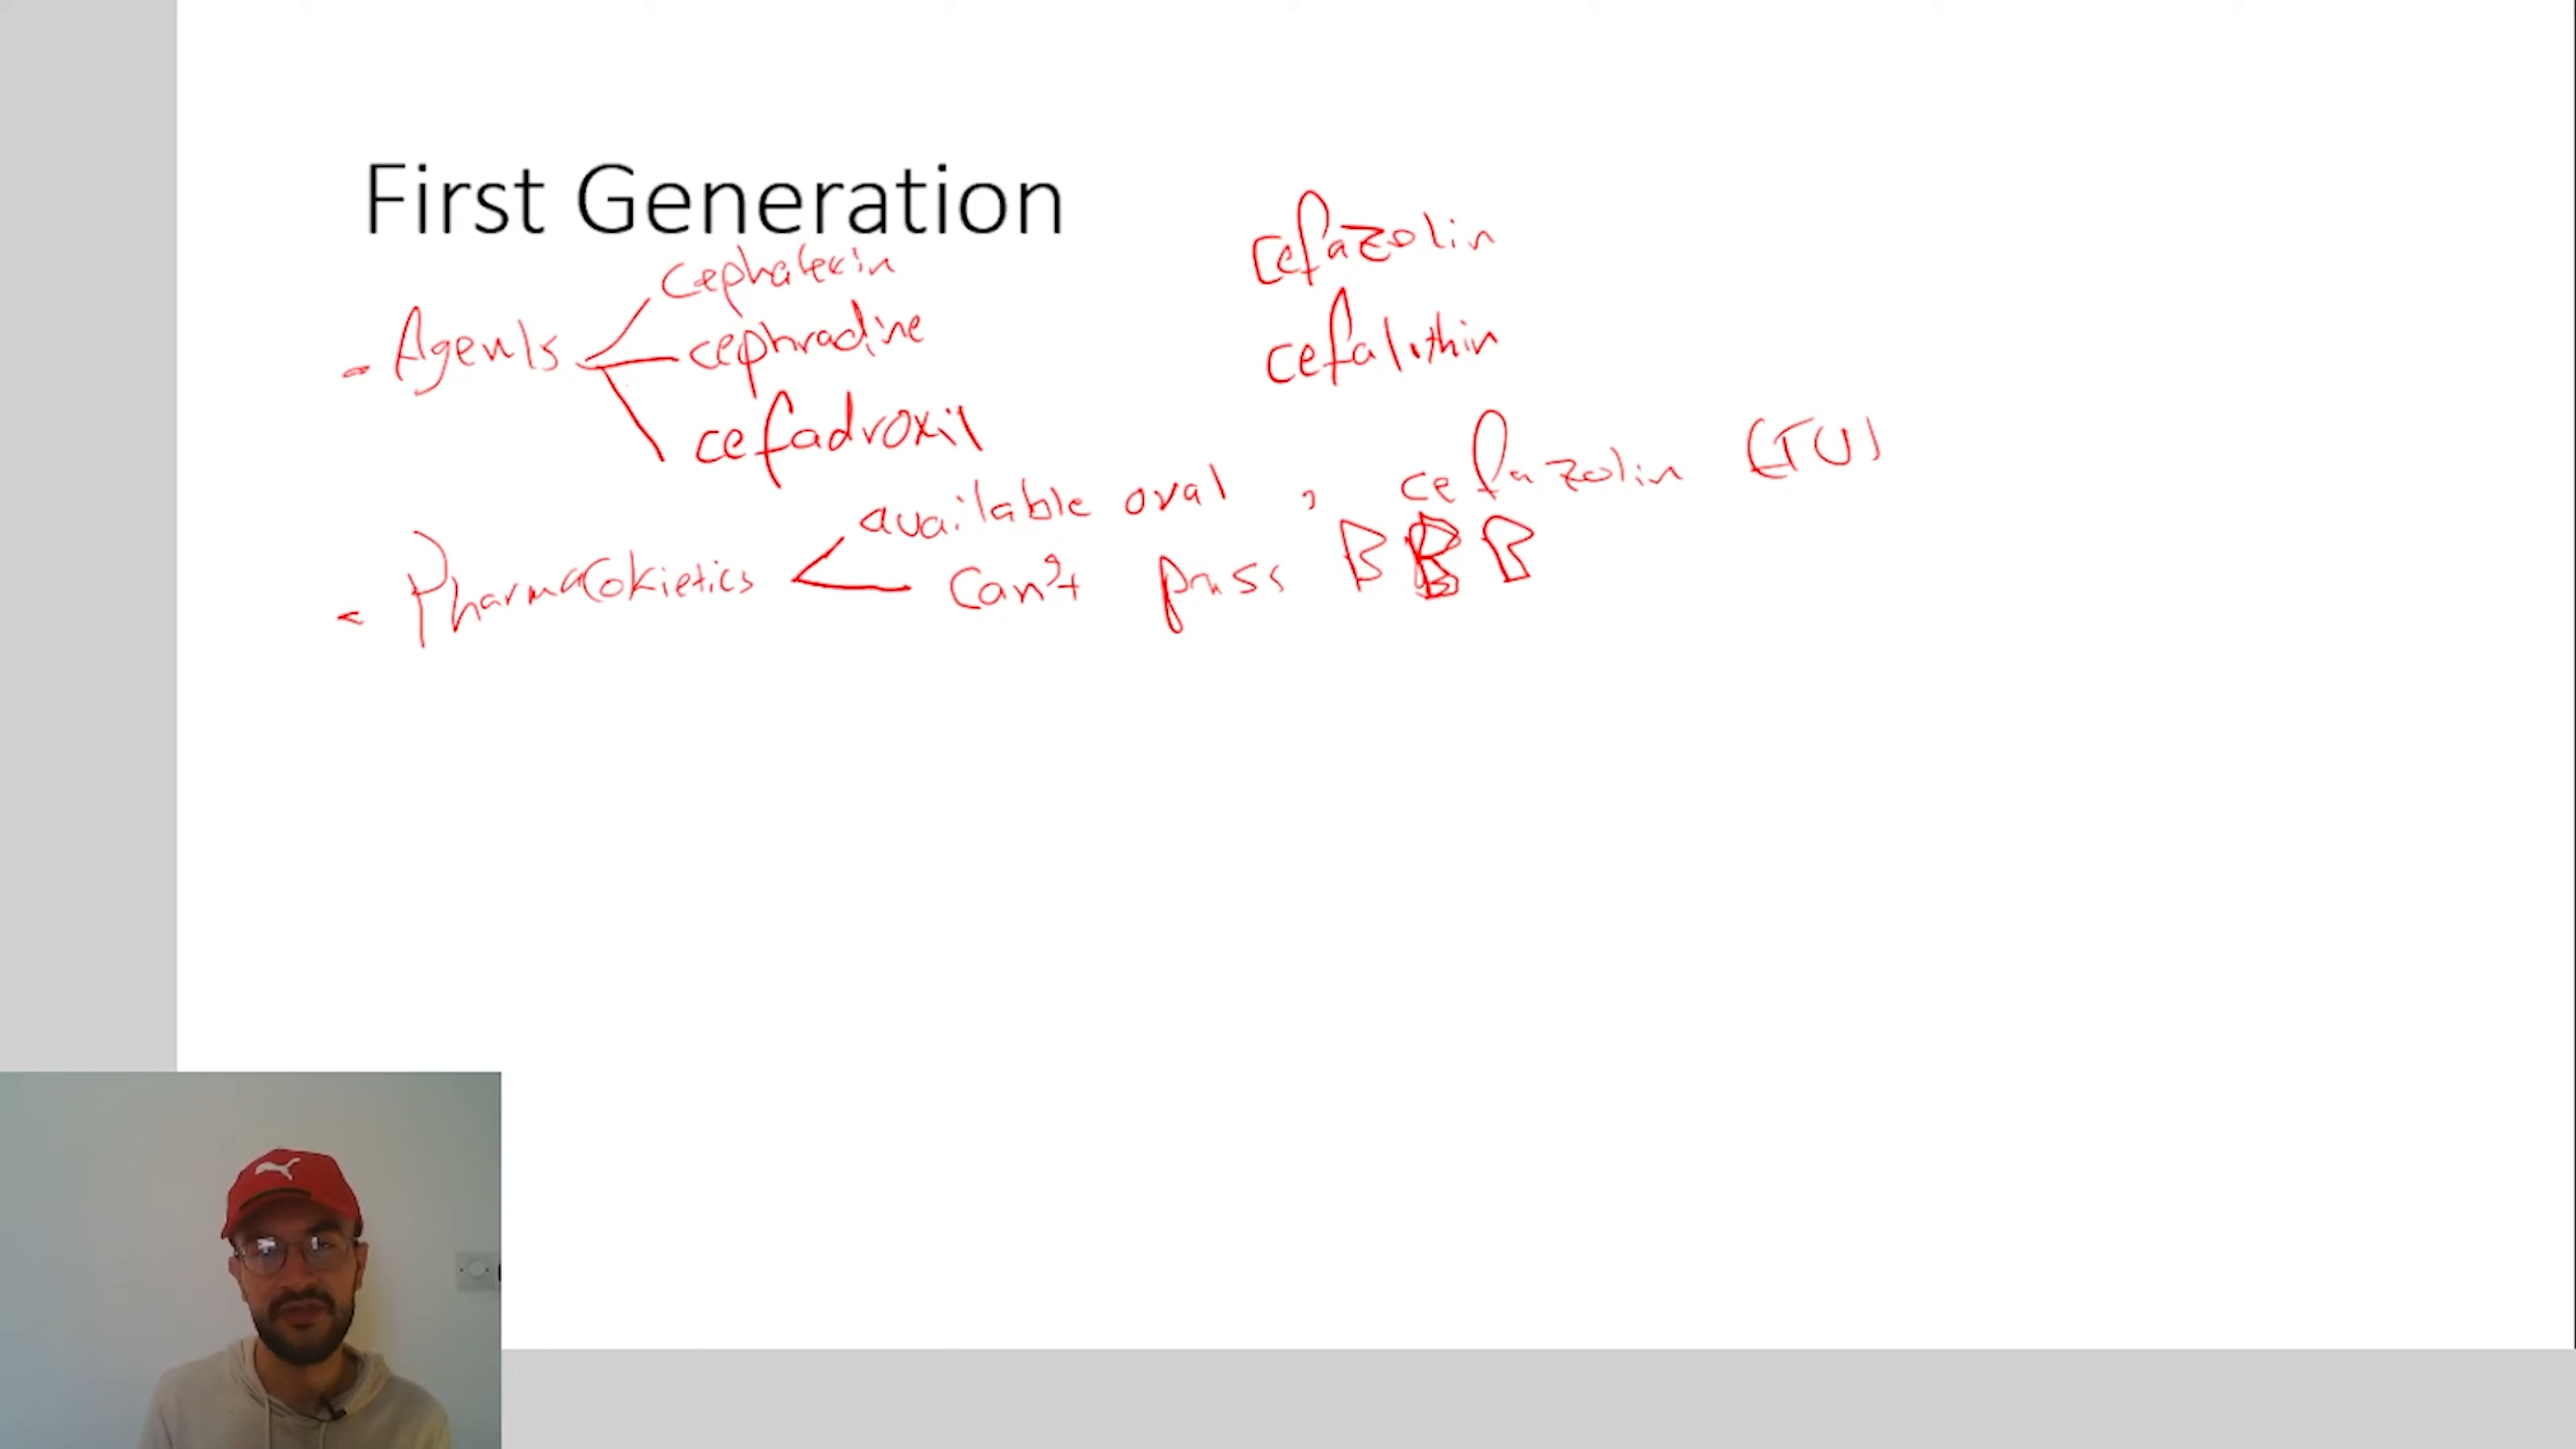 First Generation
cefazolin
cephalexin
- Agents
cephradine
cefalothin
cefadroxil
available oral , cefazolin (IV)
- Pharmacokietics
can't pass BBB